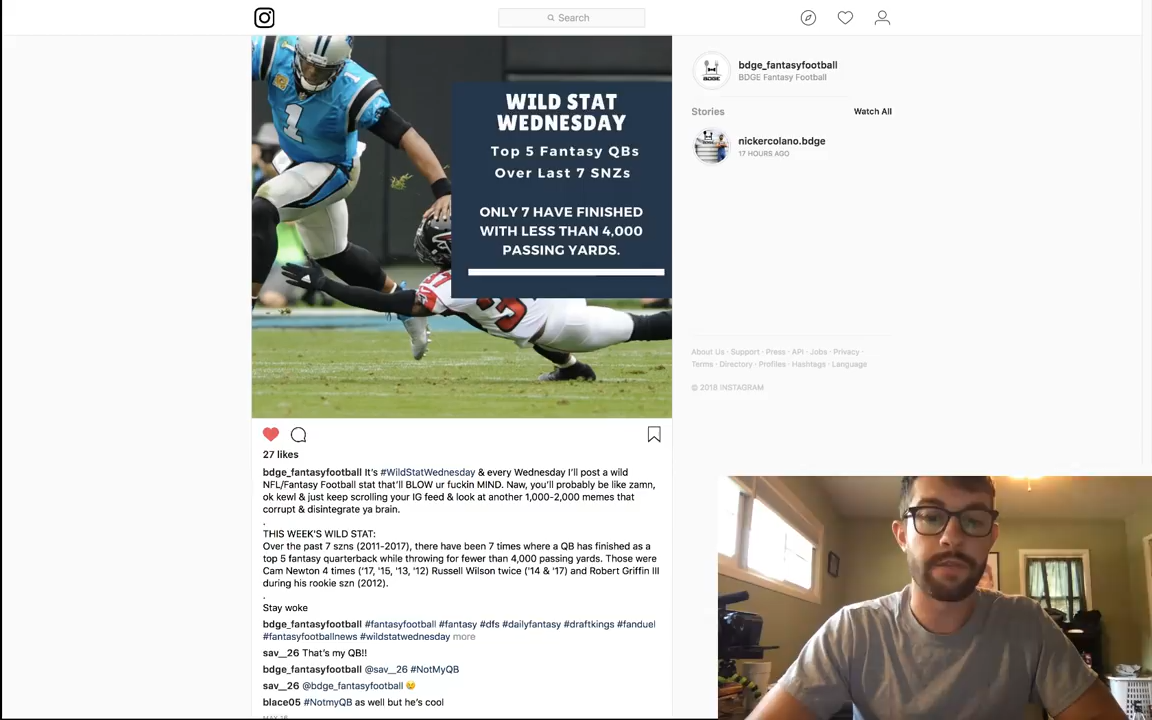 Search
bdge_fantasyfootball
BDGE Fantasy Football
Stories
Watch All
nickercolano.bdge
17 HOURS AGO
WILD STAT
WEDNESDAY
Top 5 Fantasy QBs
Over Last 7 SNZs
ONLY 7 HAVE FINISHED
WITH LESS THAN 4,000
PASSING YARDS.
1
About Us · Support · Press · API · Jobs · Privacy ·
Terms · Directory · Profiles · Hashtags · Language
© 2018 INSTAGRAM
27 likes
bdge_fantasyfootball It's #WildStatWednesday & every Wednesday I'll post a wild
NFL/Fantasy Football stat that'll BLOW ur fuckin MIND. Naw, you'll probably be like zamn,
ok kewl & just keep scrolling your IG feed & look at another 1,000-2,000 memes that
corrupt & disintegrate ya brain.
.
THIS WEEK'S WILD STAT:
Over the past 7 szns (2011-2017), there have been 7 times where a QB has finished as a
top 5 fantasy quarterback while throwing for fewer than 4,000 passing yards. Those were
Cam Newton 4 times ('17, '15, '13, '12) Russell Wilson twice ('14 & '17) and Robert Griffin III
during his rookie szn (2012).
.
Stay woke
bdge_fantasyfootball #fantasyfootball #fantasy #dfs #dailyfantasy #draftkings #fanduel
#fantasyfootballnews #wildstatwednesday more
sav__26 That's my QB!!
bdge_fantasyfootball @sav__26 #NotMyQB
sav__26 @bdge_fantasyfootball 😉
blace05 #NotmyQB as well but he's cool